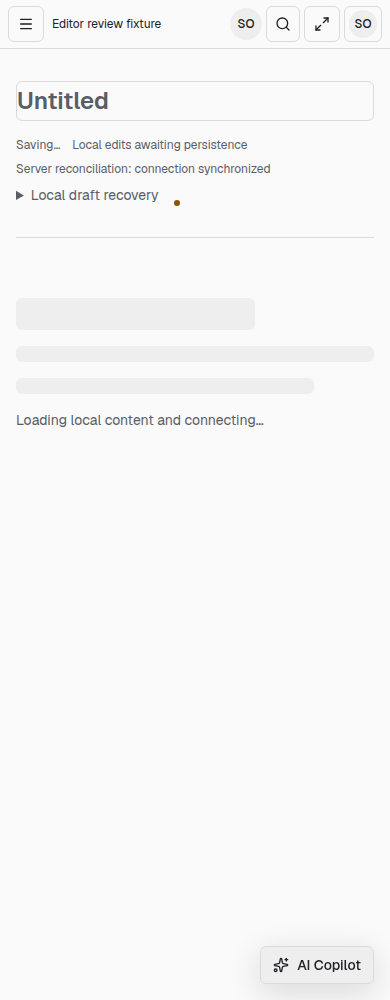 Editor review fixture
SO
SO
Untitled
Saving… Local edits awaiting persistence
Server reconciliation: connection synchronized
Local draft recovery
Loading local content and connecting…
AI Copilot